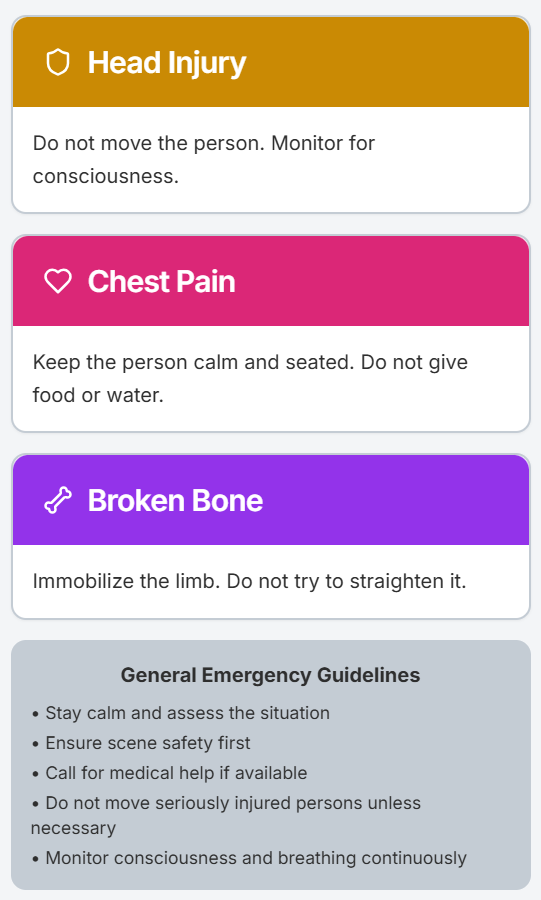 Head Injury
Do not move the person. Monitor for
consciousness.
Chest Pain
Keep the person calm and seated. Do not give
food or water.
Broken Bone
Immobilize the limb. Do not try to straighten it.
General Emergency Guidelines
• Stay calm and assess the situation
• Ensure scene safety first
• Call for medical help if available
• Do not move seriously injured persons unless
necessary
• Monitor consciousness and breathing continuously